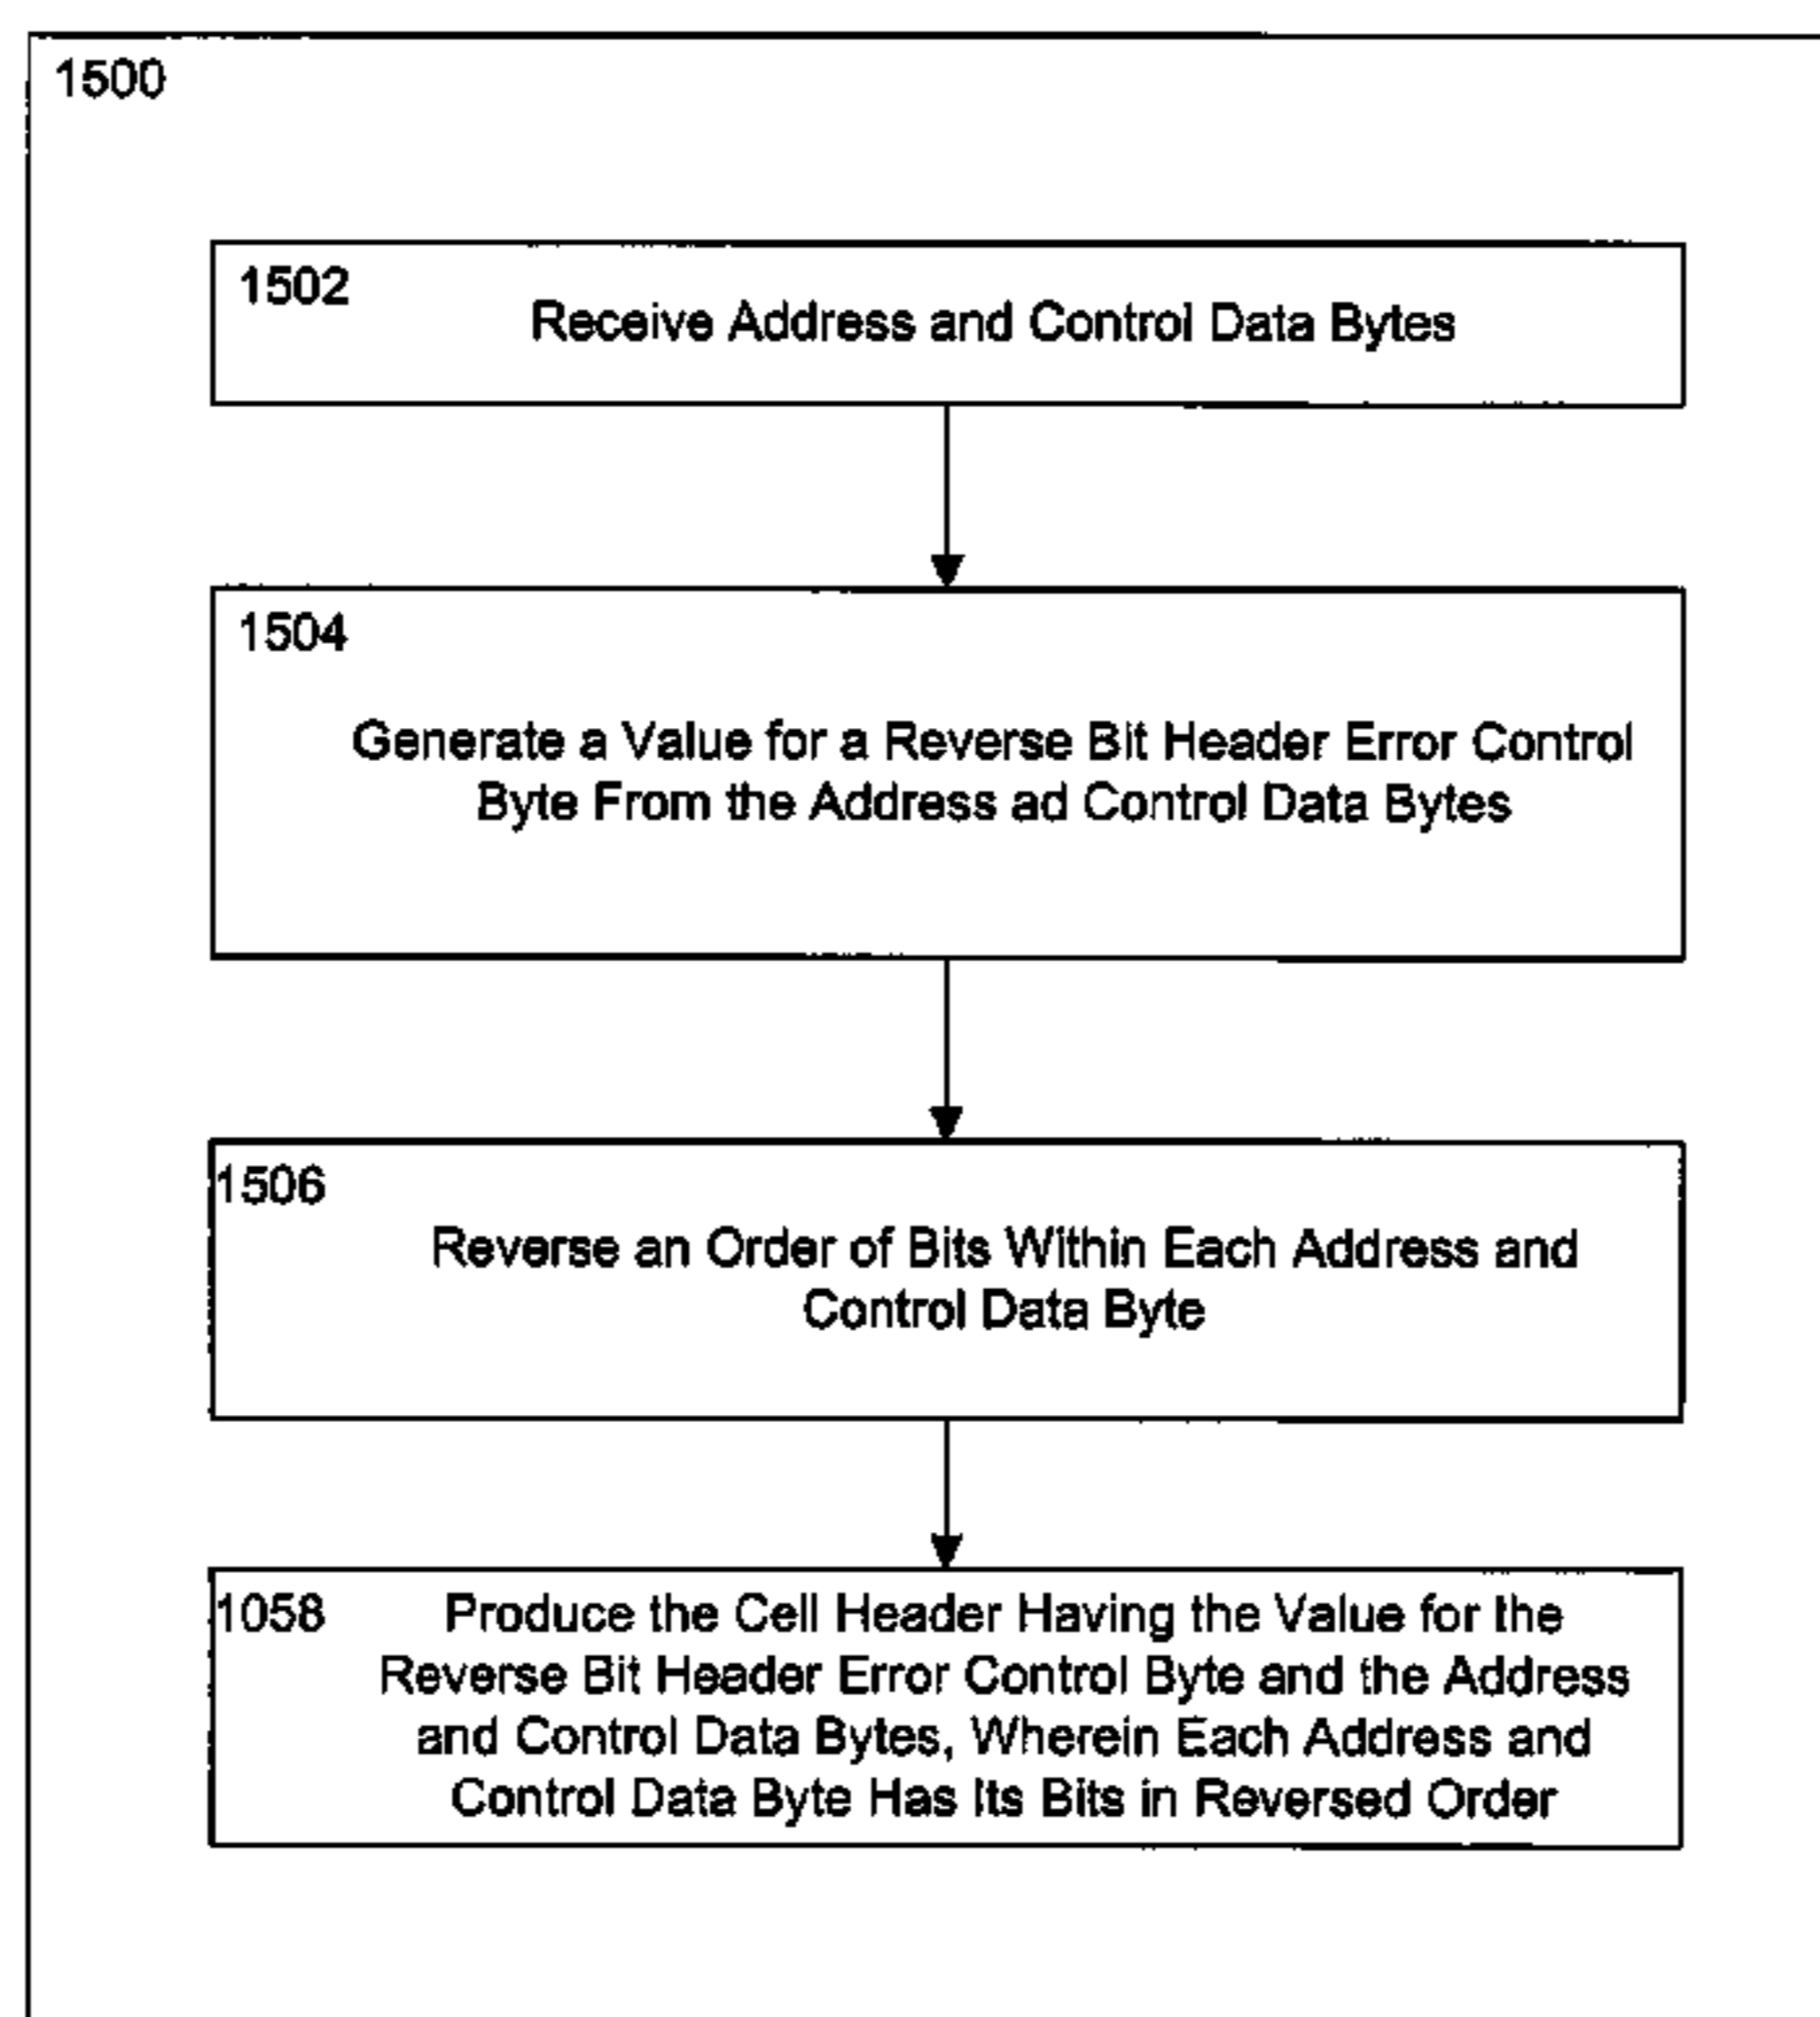 1500
1502
Receive Address and Control Data Bytes
1504
Generate a Value for a Reverse Bit Header Error Control
Byte From the Address ad Control Data Bytes
1506
Reverse an Order of Bits Within Each Address and
Control Data Byte
1058 Produce the Cell Header Having the Value for the
Reverse Bit Header Error Control Byte and the Address
and Control Data Bytes, Wherein Each Address and
Control Data Byte Has Its Bits in Reversed Order